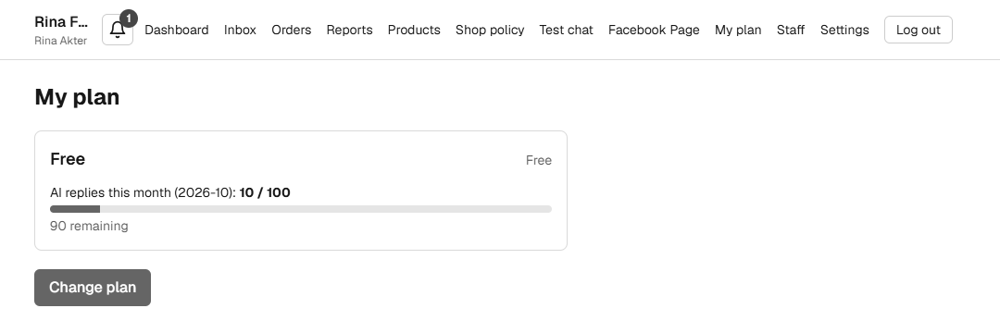 Rina F...
Rina Akter
1
Dashboard Inbox Orders Reports Products Shop policy Test chat Facebook Page My plan Staff Settings Log out
My plan
Free Free
AI replies this month (2026-10): 10 / 100
90 remaining
Change plan